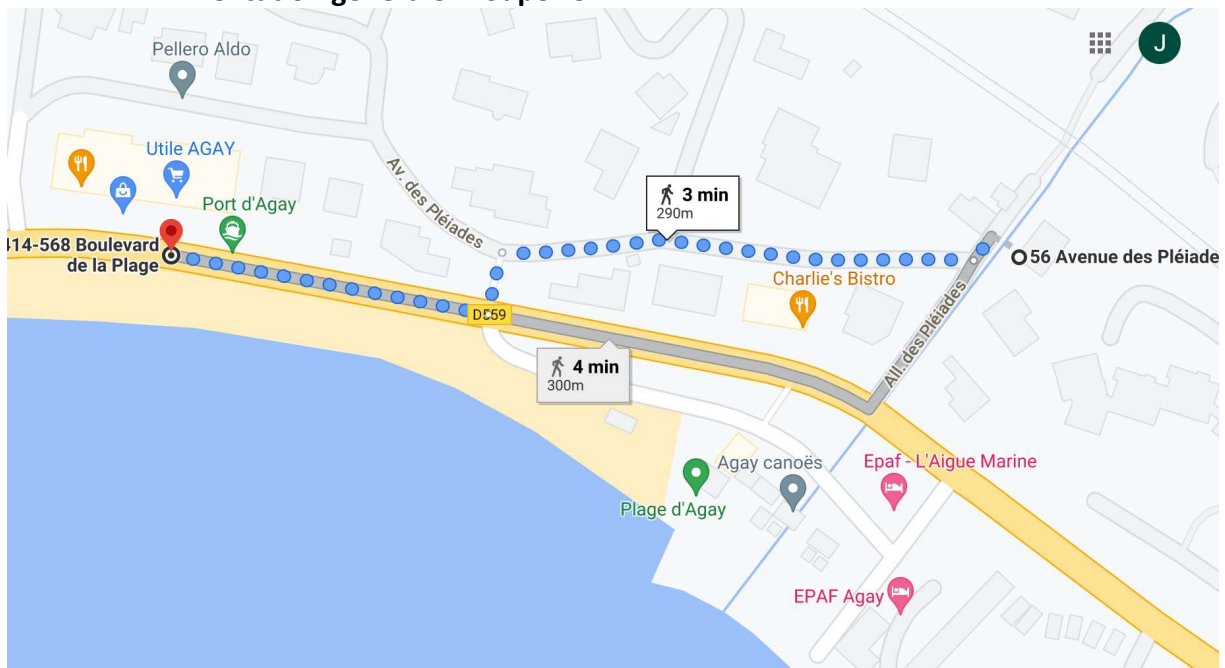 Pellero Aldo
J
Utile AGAY
Av. des Pléiades
3 min
290m
Port d'Agay
414-568 Boulevard
de la Plage
56 Avenue des Pléiade
Charlie's Bistro
D559
All. des Pléiades
4 min
300m
Agay canoës
Epaf - L'Aigue Marine
Plage d'Agay
EPAF Agay